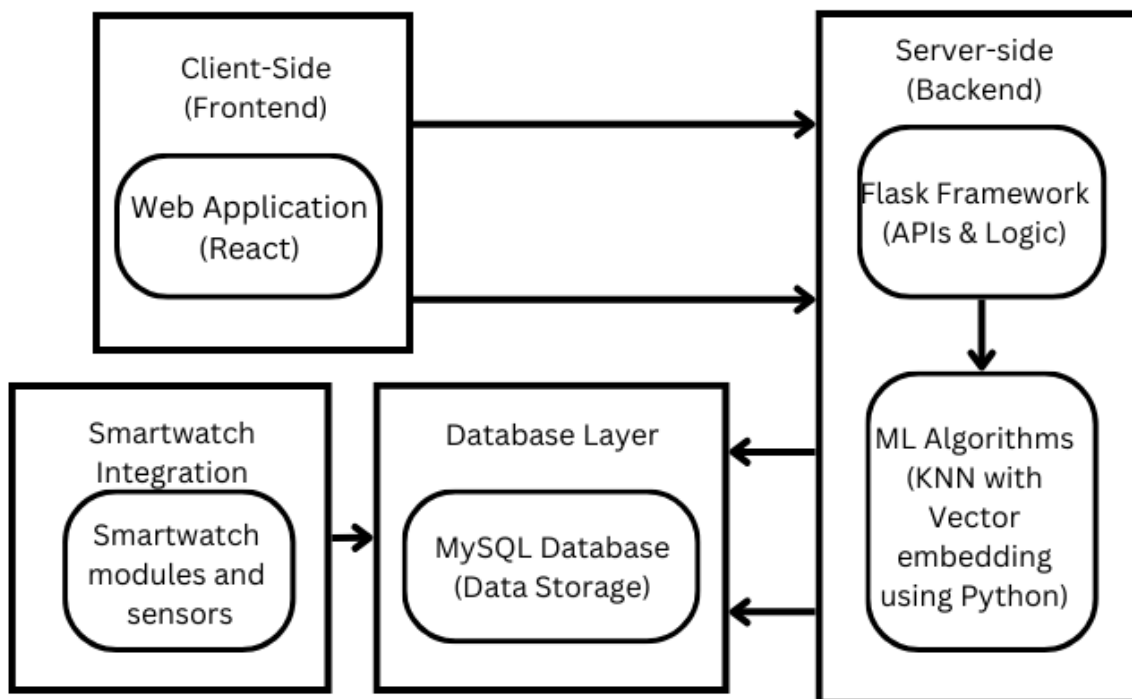 Client-Side
(Frontend)
Web Application
(React)
Server-side
(Backend)
Flask Framework
(APIs & Logic)
ML Algorithms
(KNN with
Vector
embedding
using Python)
Smartwatch
Integration
Smartwatch
modules and
sensors
Database Layer
MySQL Database
(Data Storage)